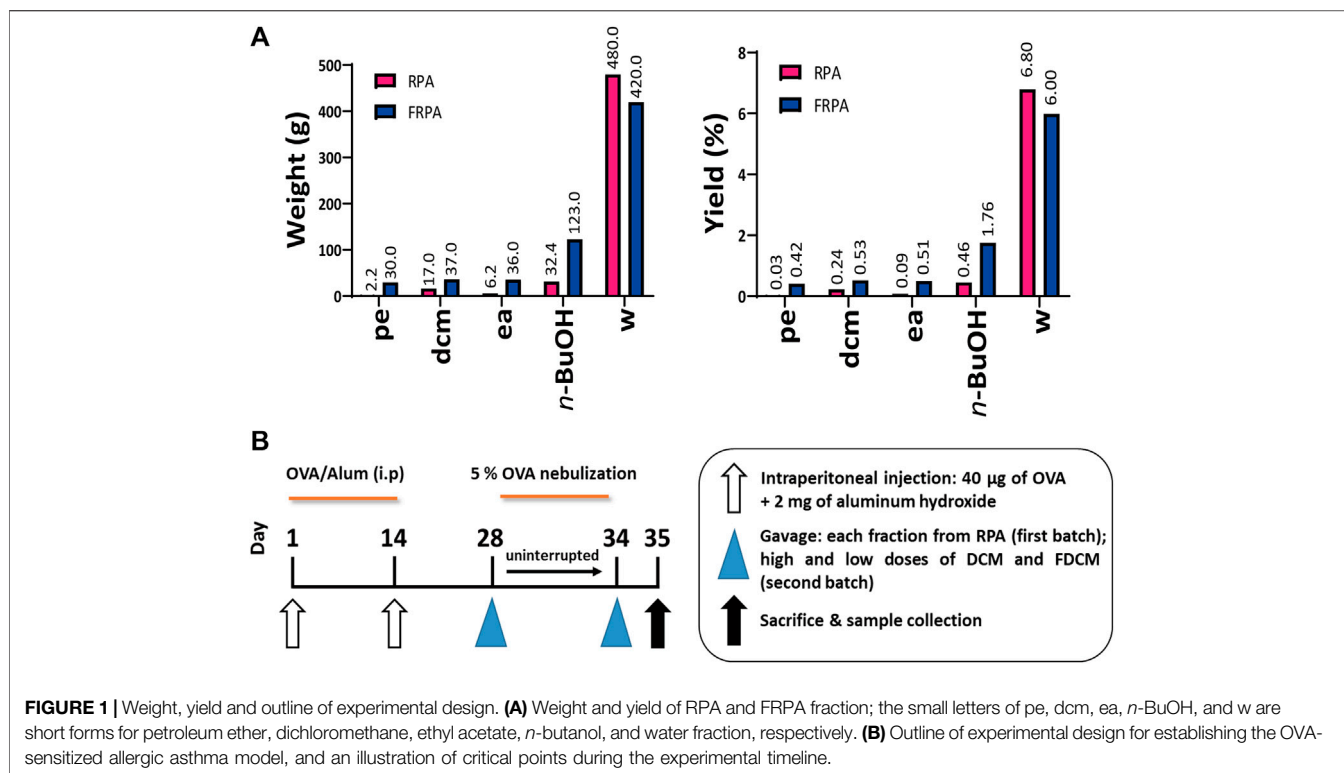 A
Weight (g)
500
400
300
200
100
0
RPA
FRPA
2.2
30.0
17.0
37.0
6.2
36.0
32.4
123.0
480.0
420.0
pe
dcm
ea
n-BuOH
w
Yield (%)
8
6
4
2
0
RPA
FRPA
0.03
0.42
0.24
0.53
0.09
0.51
0.46
1.76
6.80
6.00
pe
dcm
ea
n-BuOH
w
B
OVA/Alum (i.p)
5 % OVA nebulization
Day
1
14
28
uninterrupted
34
35
Intraperitoneal injection: 40 µg of OVA
+ 2 mg of aluminum hydroxide
Gavage: each fraction from RPA (first batch);
high and low doses of DCM and FDCM
(second batch)
Sacrifice & sample collection
FIGURE 1 | Weight, yield and outline of experimental design. (A) Weight and yield of RPA and FRPA fraction; the small letters of pe, dcm, ea, n-BuOH, and w are
short forms for petroleum ether, dichloromethane, ethyl acetate, n-butanol, and water fraction, respectively. (B) Outline of experimental design for establishing the OVA-
sensitized allergic asthma model, and an illustration of critical points during the experimental timeline.